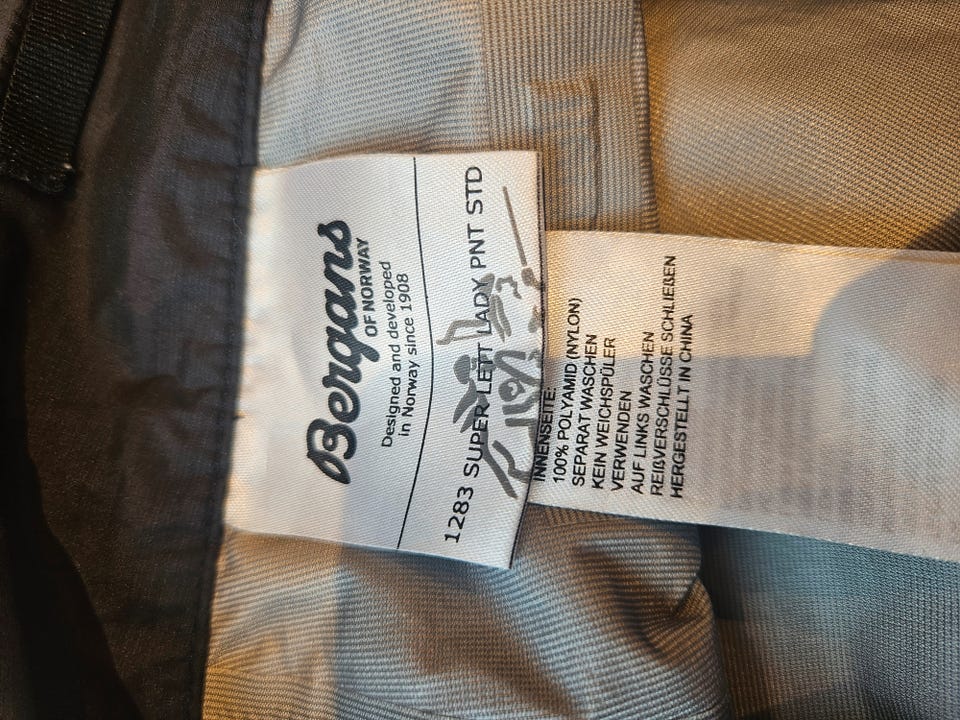 Bergans
OF NORWAY
Designed and developed
in Norway since 1908
1283 SUPER LETT LADY PNT STD
INNENSEITE:
100% POLYAMID (NYLON)
SEPARAT WASCHEN
KEIN WEICHSPÜLER
VERWENDEN
AUF LINKS WASCHEN
REIßVERSCHLÜSSE SCHLIEßEN
HERGESTELLT IN CHINA